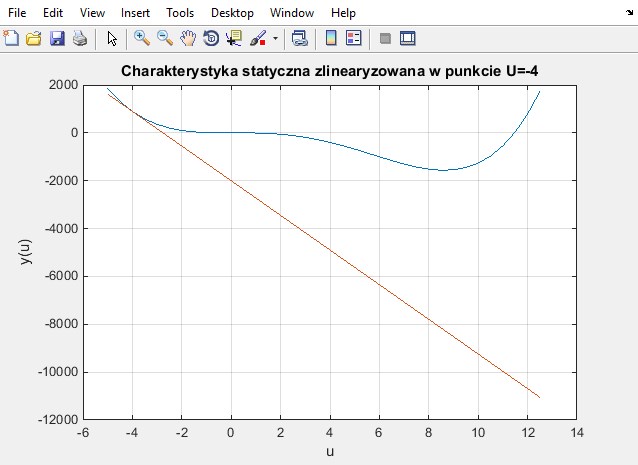 File Edit View Insert Tools Desktop Window Help
Charakterystyka statyczna zlinearyzowana w punkcie U=-4
2000
0
-2000
-4000
-6000
-8000
-10000
-12000
y(u)
-6 -4 -2 0 2 4 6 8 10 12 14
u